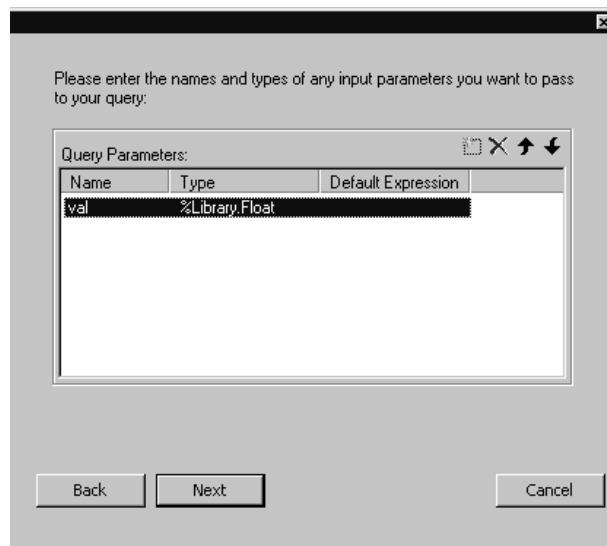 Please enter the names and types of any input parameters you want to pass
to your query:
Query Parameters:
Name Type Default Expression
val %Library.Float
Back Next Cancel